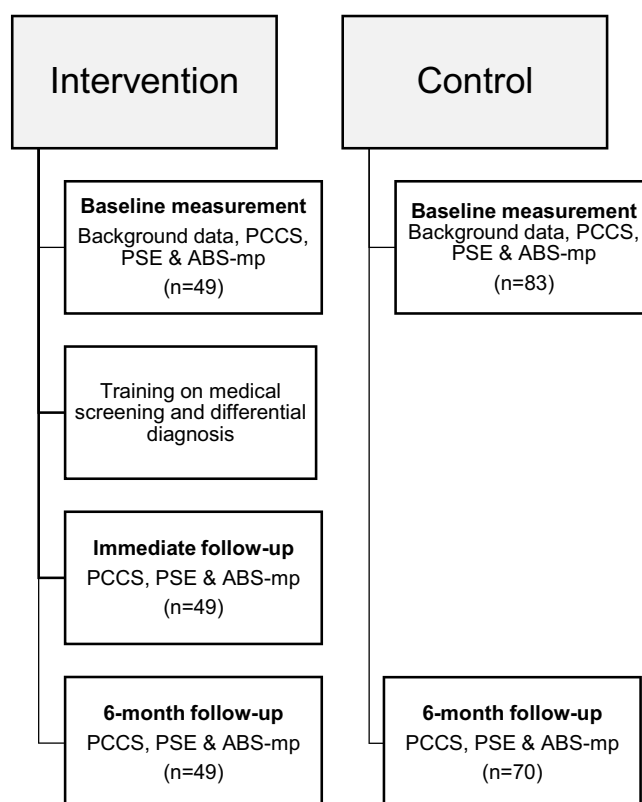 Intervention
Baseline measurement
Background data, PCCS,
PSE & ABS-mp
(n=49)
Training on medical
screening and differential
diagnosis
Immediate follow-up
PCCS, PSE & ABS-mp
(n=49)
6-month follow-up
PCCS, PSE & ABS-mp
(n=49)
Control
Baseline measurement
Background data, PCCS,
PSE & ABS-mp
(n=83)
6-month follow-up
PCCS, PSE & ABS-mp
(n=70)